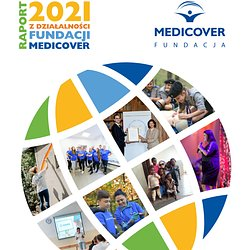 RAPORT
2021
Z DZIAŁALNOŚCI
FUNDACJI
MEDICOVER
MEDICOVER
FUNDACJA